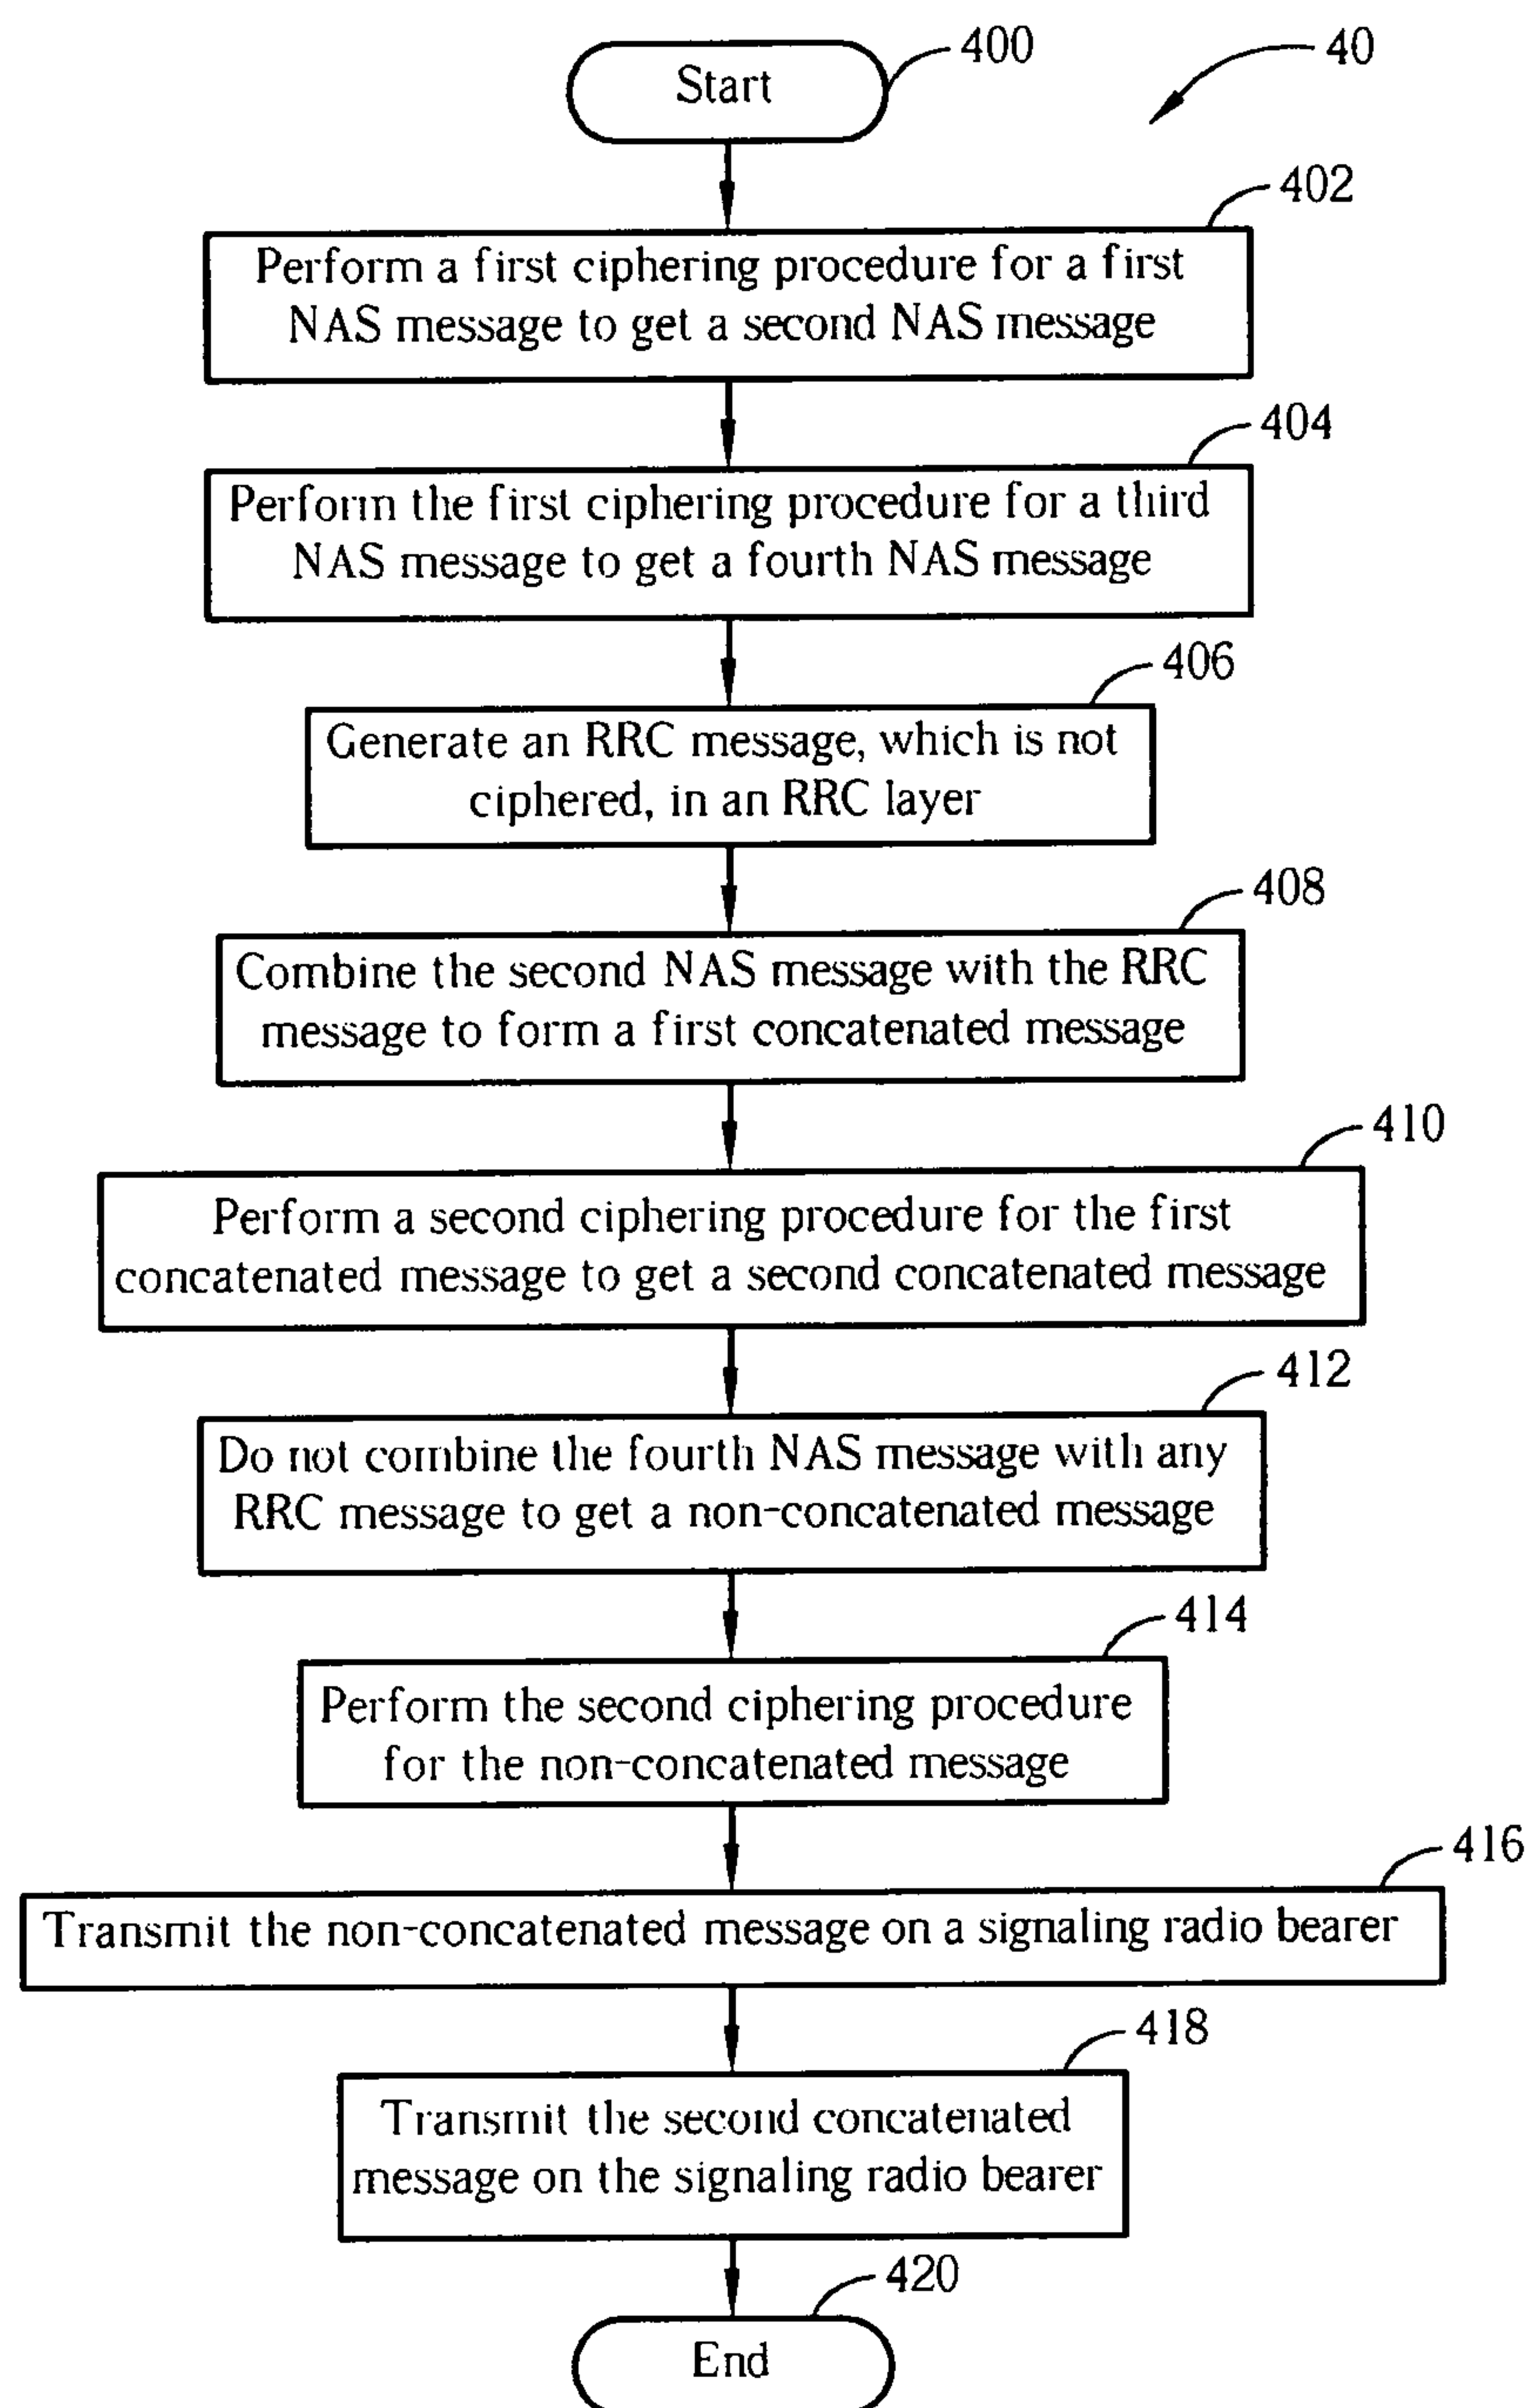 Start
400
40
402
Perform a first ciphering procedure for a first
NAS message to get a second NAS message
404
Perform the first ciphering procedure for a third
NAS message to get a fourth NAS message
406
Generate an RRC message, which is not
ciphered, in an RRC layer
408
Combine the second NAS message with the RRC
message to form a first concatenated message
410
Perform a second ciphering procedure for the first
concatenated message to get a second concatenated message
412
Do not combine the fourth NAS message with any
RRC message to get a non-concatenated message
414
Perform the second ciphering procedure
for the non-concatenated message
416
Transmit the non-concatenated message on a signaling radio bearer
418
Transmit the second concatenated
message on the signaling radio bearer
420
End